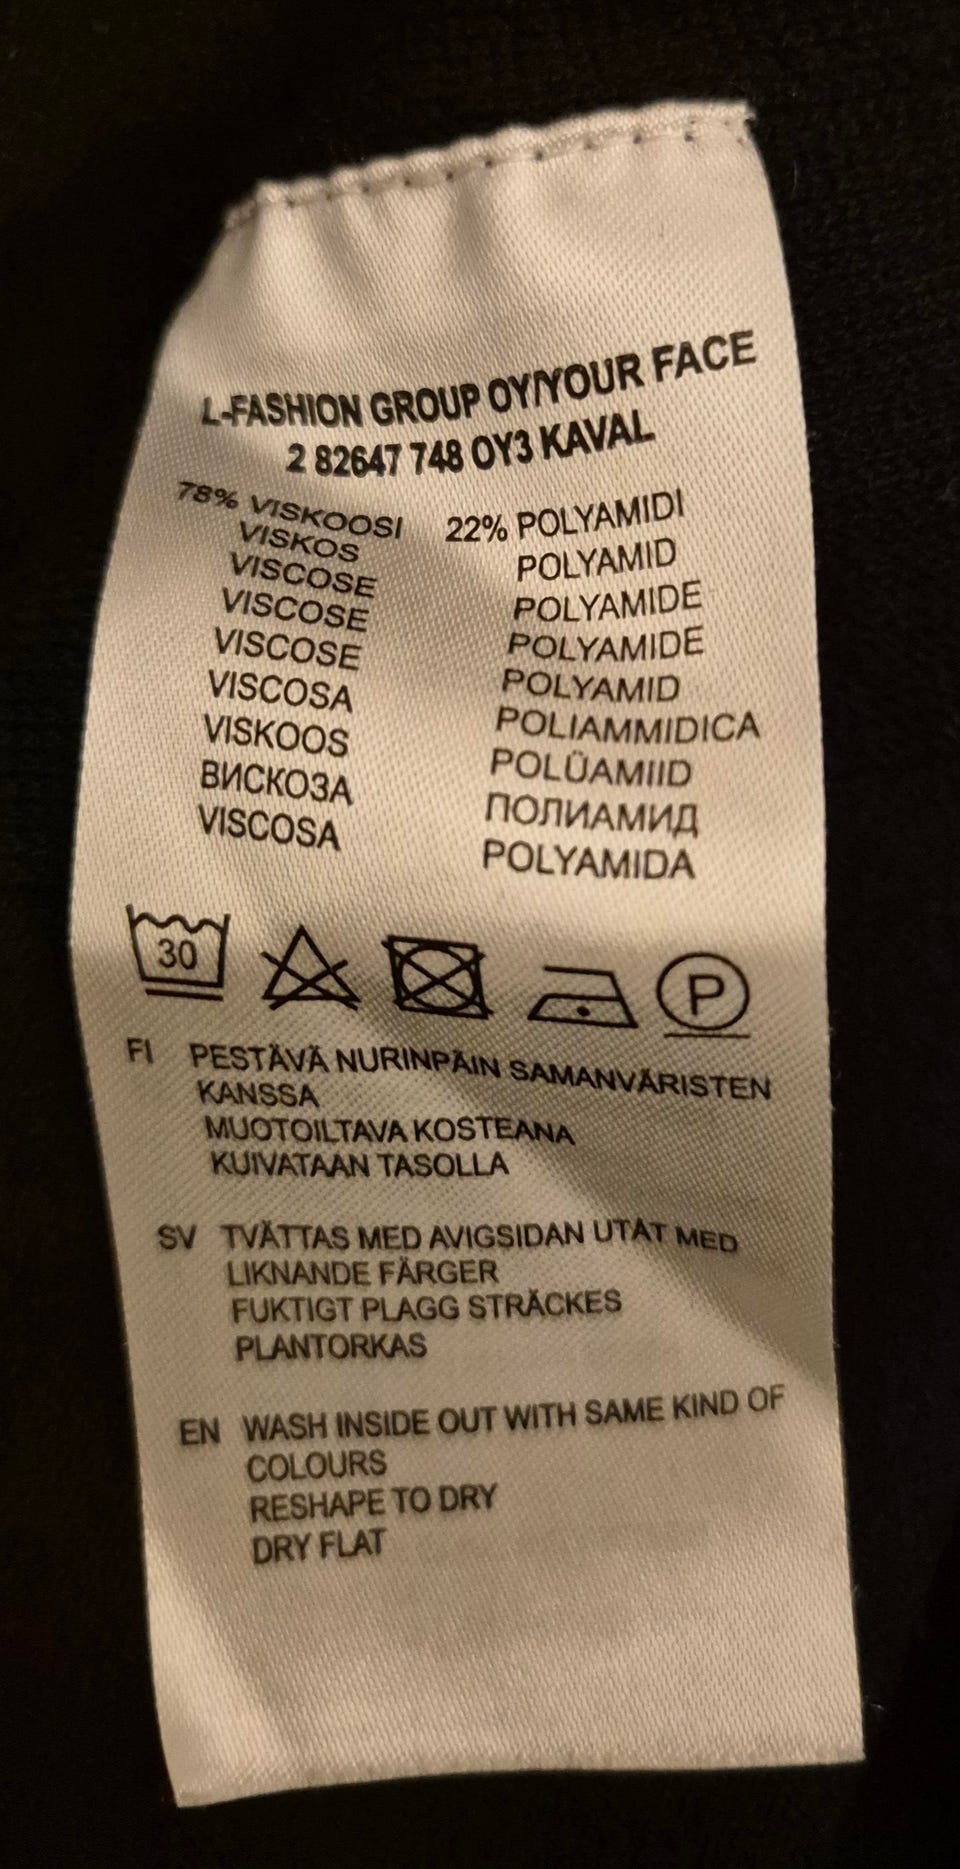 L-FASHION GROUP OY/YOUR FACE
2 82647 748 OY3 KAVAL
78% VISKOOSI 22% POLYAMIDI
VISKOS POLYAMID
VISCOSE POLYAMIDE
VISCOSE POLYAMIDE
VISCOSE POLYAMID
VISCOSA POLIAMMIDICA
VISKOOS POLÜAMIID
ВИСКОЗА ПОЛИАМИД
VISCOSA POLYAMIDA
30 P
FI PESTÄVÄ NURINPÄIN SAMANVÄRISTEN
KANSSA
MUOTOILTAVA KOSTEANA
KUIVATAAN TASOLLA
SV TVÄTTAS MED AVIGSIDAN UTÅT MED
LIKNANDE FÄRGER
FUKTIGT PLAGG STRÄCKES
PLANTORKAS
EN WASH INSIDE OUT WITH SAME KIND OF
COLOURS
RESHAPE TO DRY
DRY FLAT